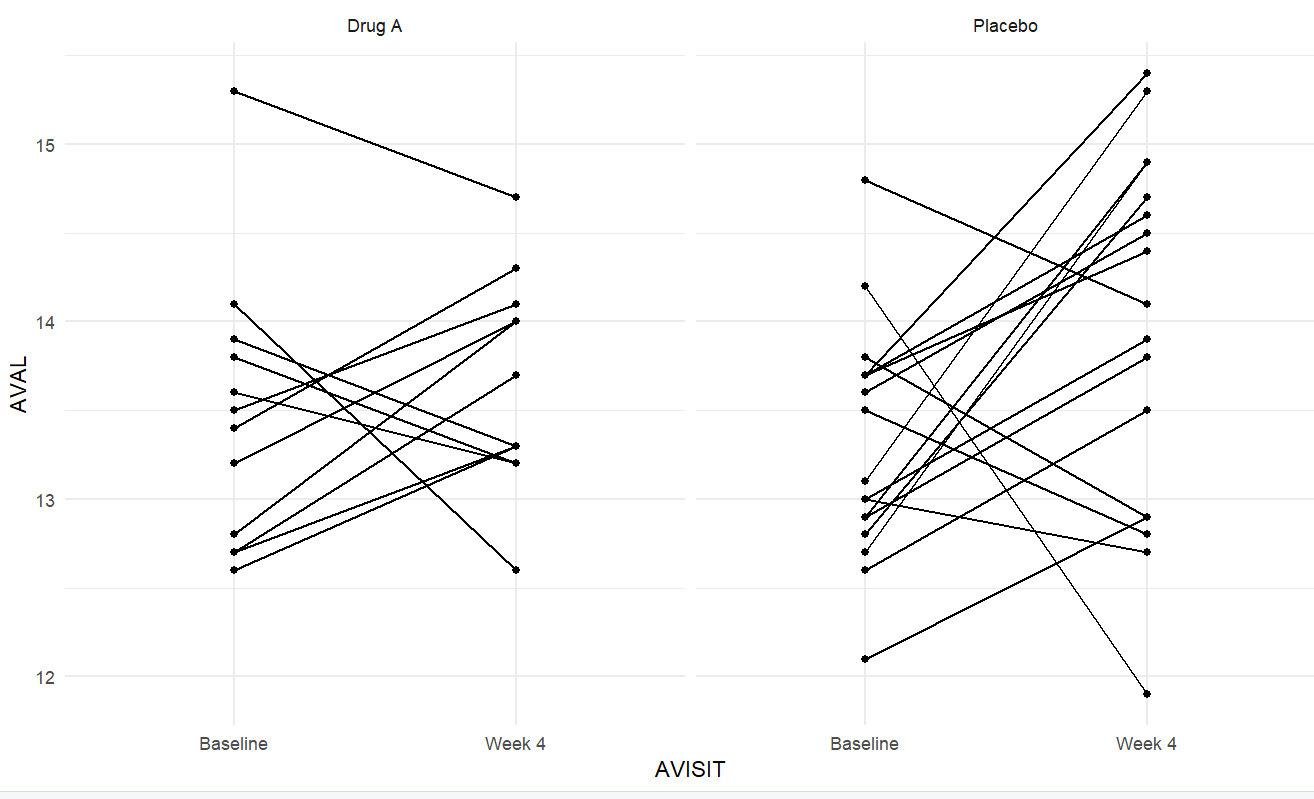 Drug A
Placebo
15
14
13
12
AVAL
Baseline
Week 4
Baseline
Week 4
AVISIT